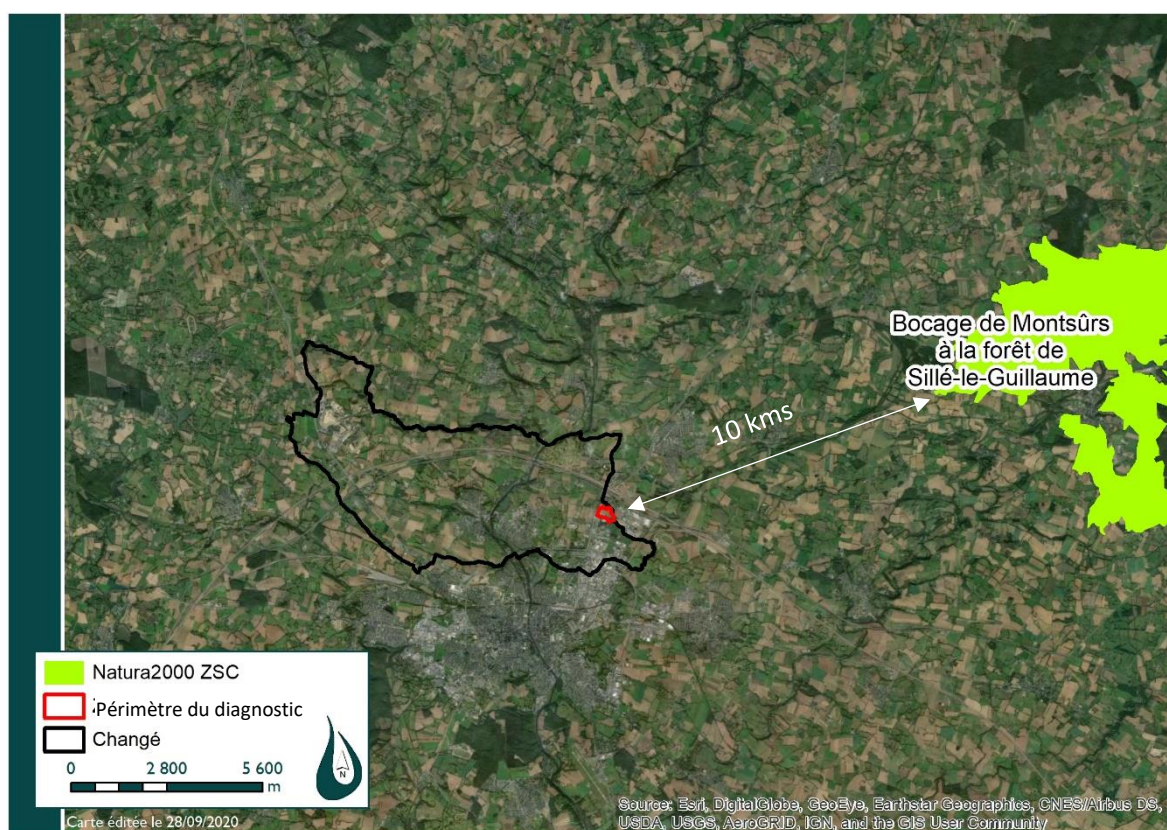 Bocage de Montsûrs
à la forêt de
Sillé-le-Guillaume
10 kms
Natura2000 ZSC
Périmètre du diagnostic
Changé
0 2 800 5 600
m
N
Carte éditée le 28/09/2020
Source: Esri, DigitalGlobe, GeoEye, Earthstar Geographics, CNES/Airbus DS,
USDA, USGS, AeroGRID, IGN, and the GIS User Community